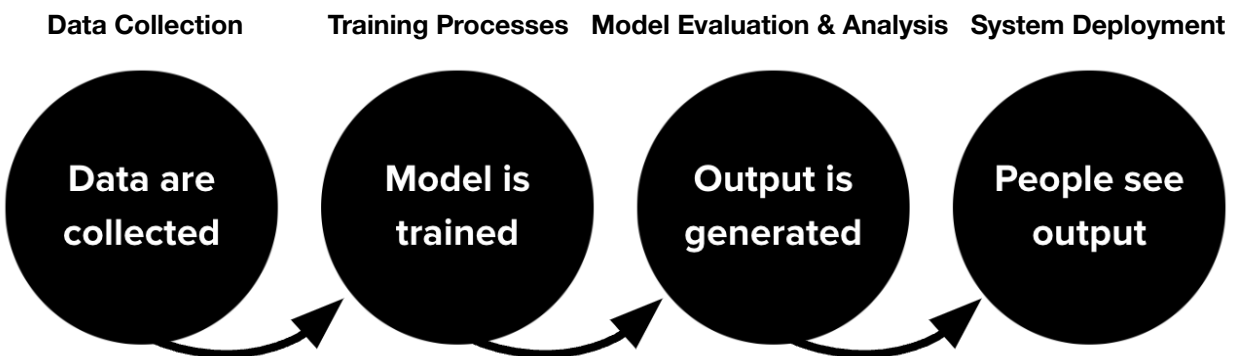 Data Collection
Training Processes
Model Evaluation & Analysis
System Deployment
Data are
collected
Model is
trained
Output is
generated
People see
output